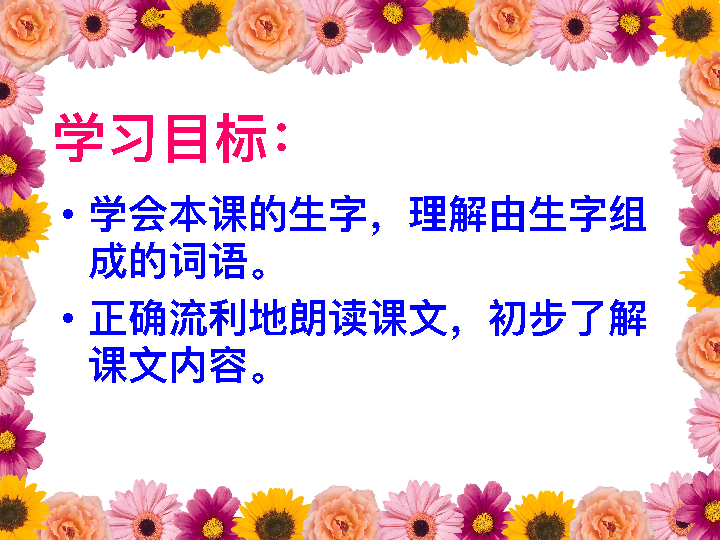 学习目标：
• 学会本课的生字，理解由生字组
成的词语。
• 正确流利地朗读课文，初步了解
课文内容。